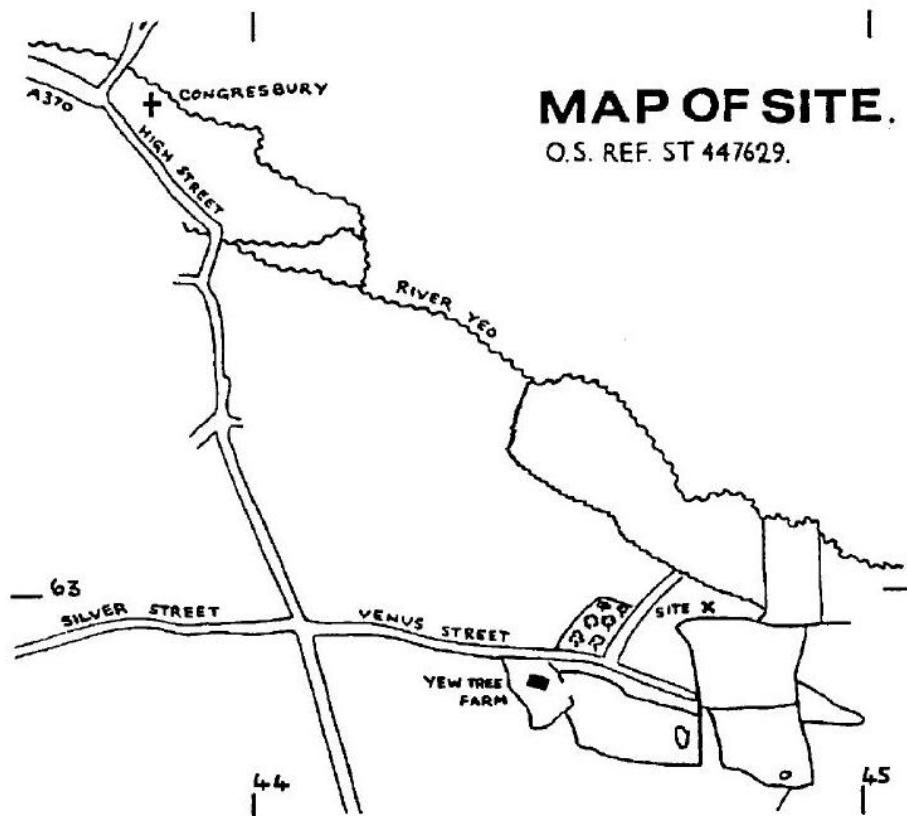 MAP OF SITE.
O.S. REF. ST 447629.
CONGRESBURY
A370
HIGH STREET
RIVER YEO
63
SILVER STREET
VENUS STREET
SITE X
YEW TREE
FARM
44
45